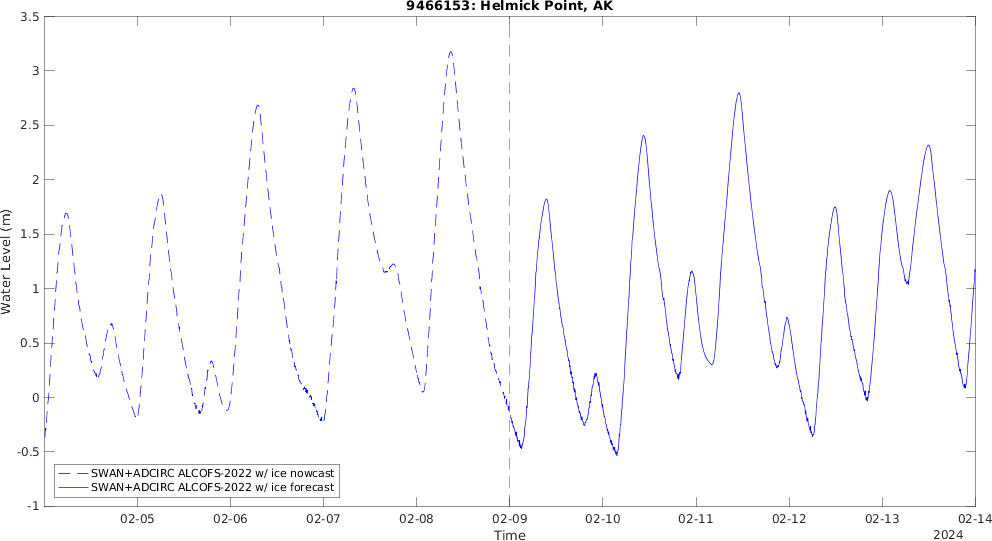 9466153: Helmick Point, AK
3.5
3
2.5
2
1.5
1
0.5
0
-0.5
-1
Water Level (m)
SWAN+ADCIRC ALCOFS-2022 w/ ice nowcast
SWAN+ADCIRC ALCOFS-2022 w/ ice forecast
02-05 02-06 02-07 02-08 02-09 02-10 02-11 02-12 02-13 02-14
Time
2024